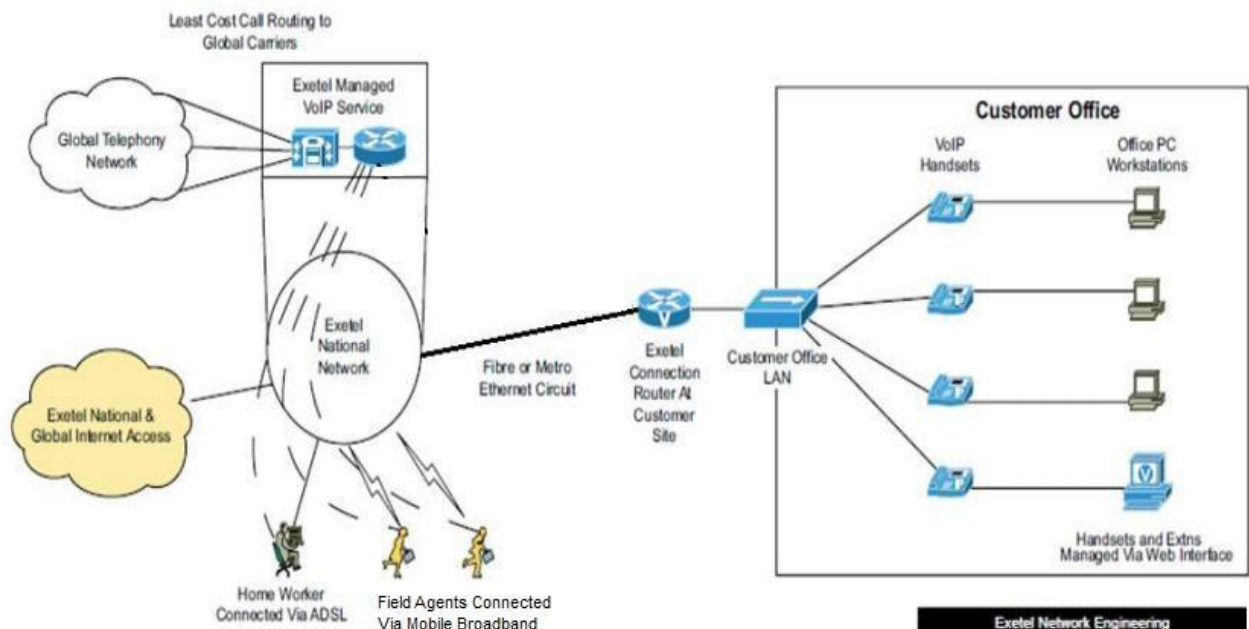 Least Cost Call Routing to
Global Carriers
Exetel Managed
VoIP Service
Global Telephony
Network
Exetel
National
Network
Exetel National &
Global Internet Access
Fibre or Metro
Ethernet Circuit
Home Worker
Connected Via ADSL
Field Agents Connected
Via Mobile Broadband
V
Exetel
Connection
Router At
Customer
Site
Customer Office
VoIP
Handsets
Office PC
Workstations
Customer Office
LAN
V
Handsets and Extns
Managed Via Web Interface
Exetel Network Engineering